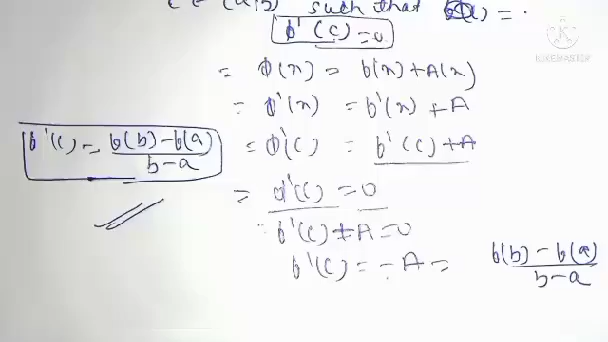 c ∈ (a,b) such that
ϕ'(c)=0
= ϕ(x) = f(x)+A(x)
= ϕ'(x) = f'(x) + A
f'(c) = f(b)-f(a)/b-a
= ϕ'(c) = f'(c)+A
= ϕ'(c) = 0
f'(c)+A=0
f'(c) = -A = f(b)-f(a)/b-a
KINEMASTER